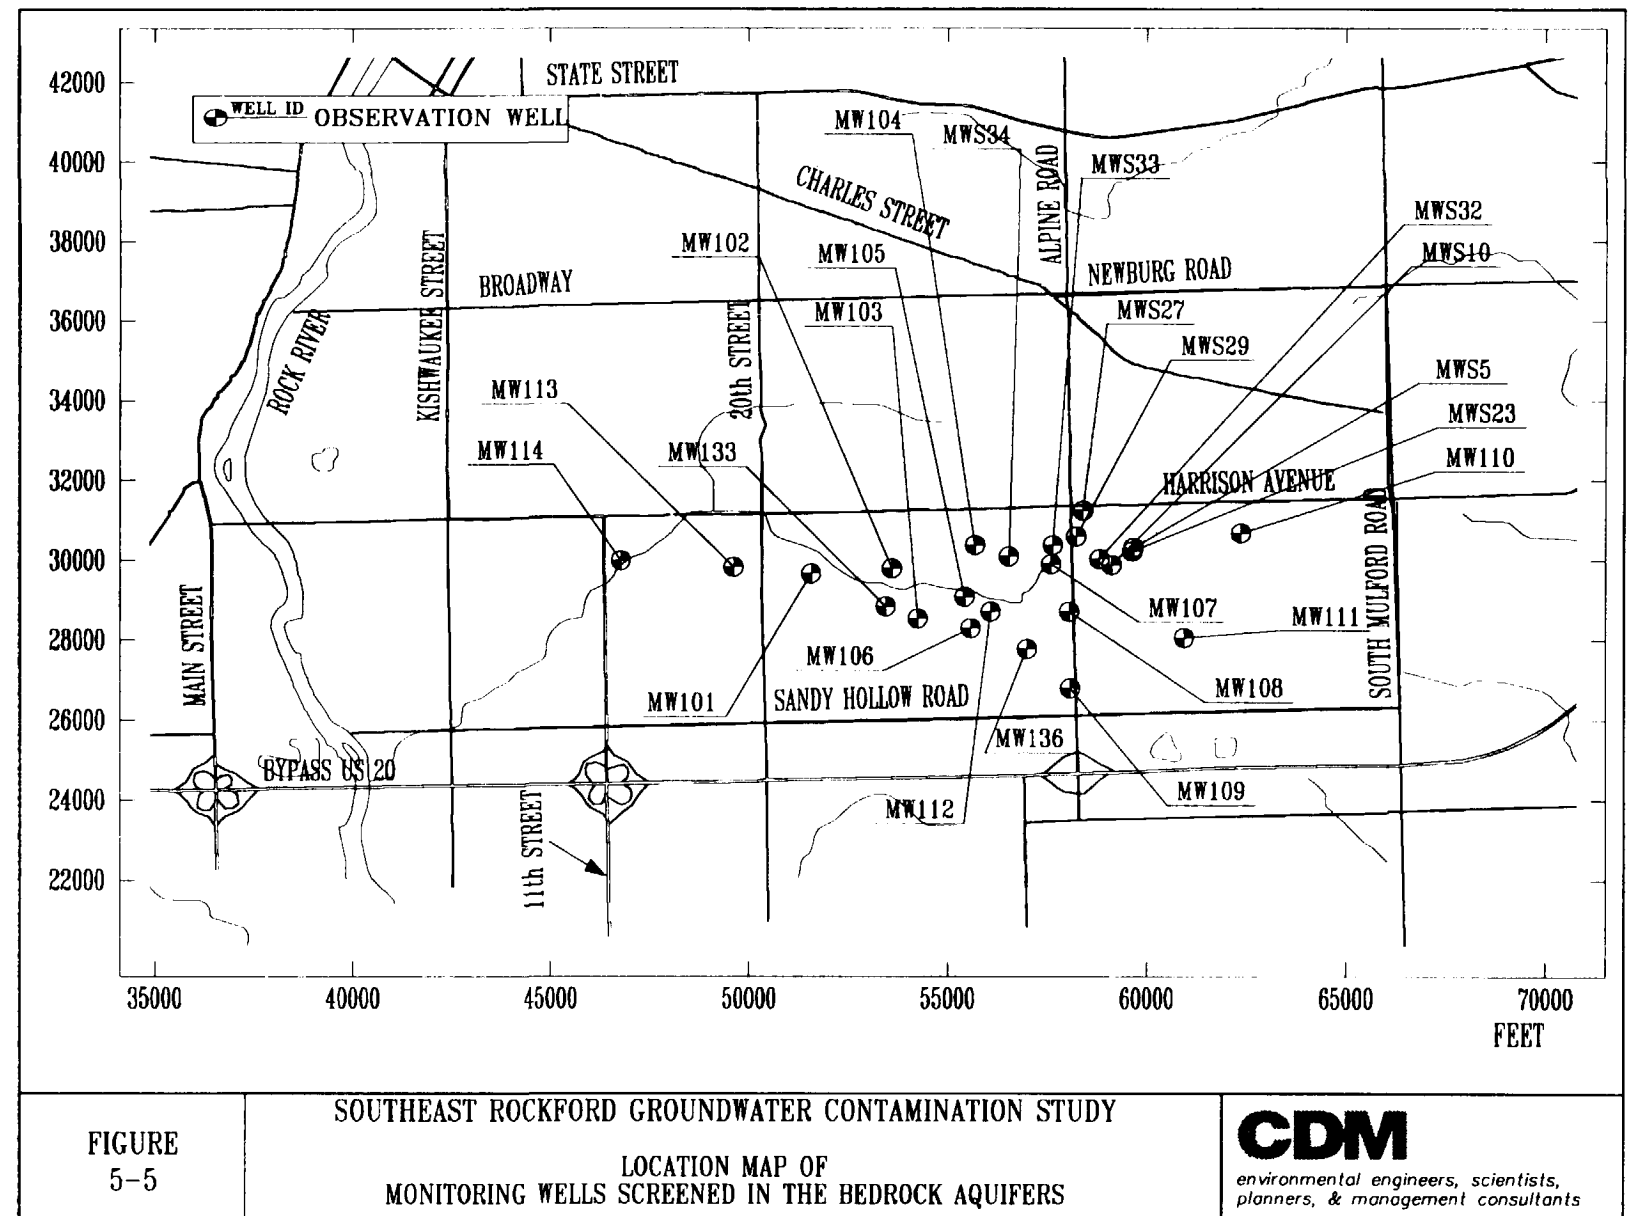 42000
40000
38000
36000
34000
32000
30000
28000
26000
24000
22000
STATE STREET
WELL ID
OBSERVATION WELL
MW104
MWS34
MWS33
ALPINE ROAD
CHARLES STREET
MWS32
MWS10
MW102
MW105
KISHWAUKEE STREET
BROADWAY
NEWBURG ROAD
MW103
MWS27
ROCK RIVER
20th STREET
MWS29
MW113
MWS5
MWS23
MW114
MW133
MW110
HARRISON AVENUE
SOUTH MULFORD ROAD
MAIN STREET
MW107
MW111
MW106
MW101
SANDY HOLLOW ROAD
MW108
MW136
BYPASS US 20
MW109
MW112
11th STREET
35000
40000
45000
50000
55000
60000
65000
70000
FEET
FIGURE
5-5
SOUTHEAST ROCKFORD GROUNDWATER CONTAMINATION STUDY
LOCATION MAP OF
MONITORING WELLS SCREENED IN THE BEDROCK AQUIFERS
CDM
environmental engineers, scientists,
planners, & management consultants